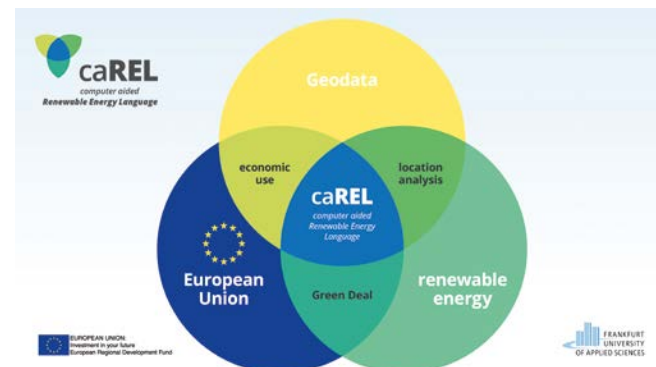 caREL
computer aided
Renewable Energy Language
Geodata
economic
use
location
analysis
caREL
computer aided
Renewable Energy
Language
European
Union
Green Deal
renewable
energy
EUROPEAN UNION:
Investment in your future
European Regional Development Fund
FRANKFURT
UNIVERSITY
OF APPLIED SCIENCES